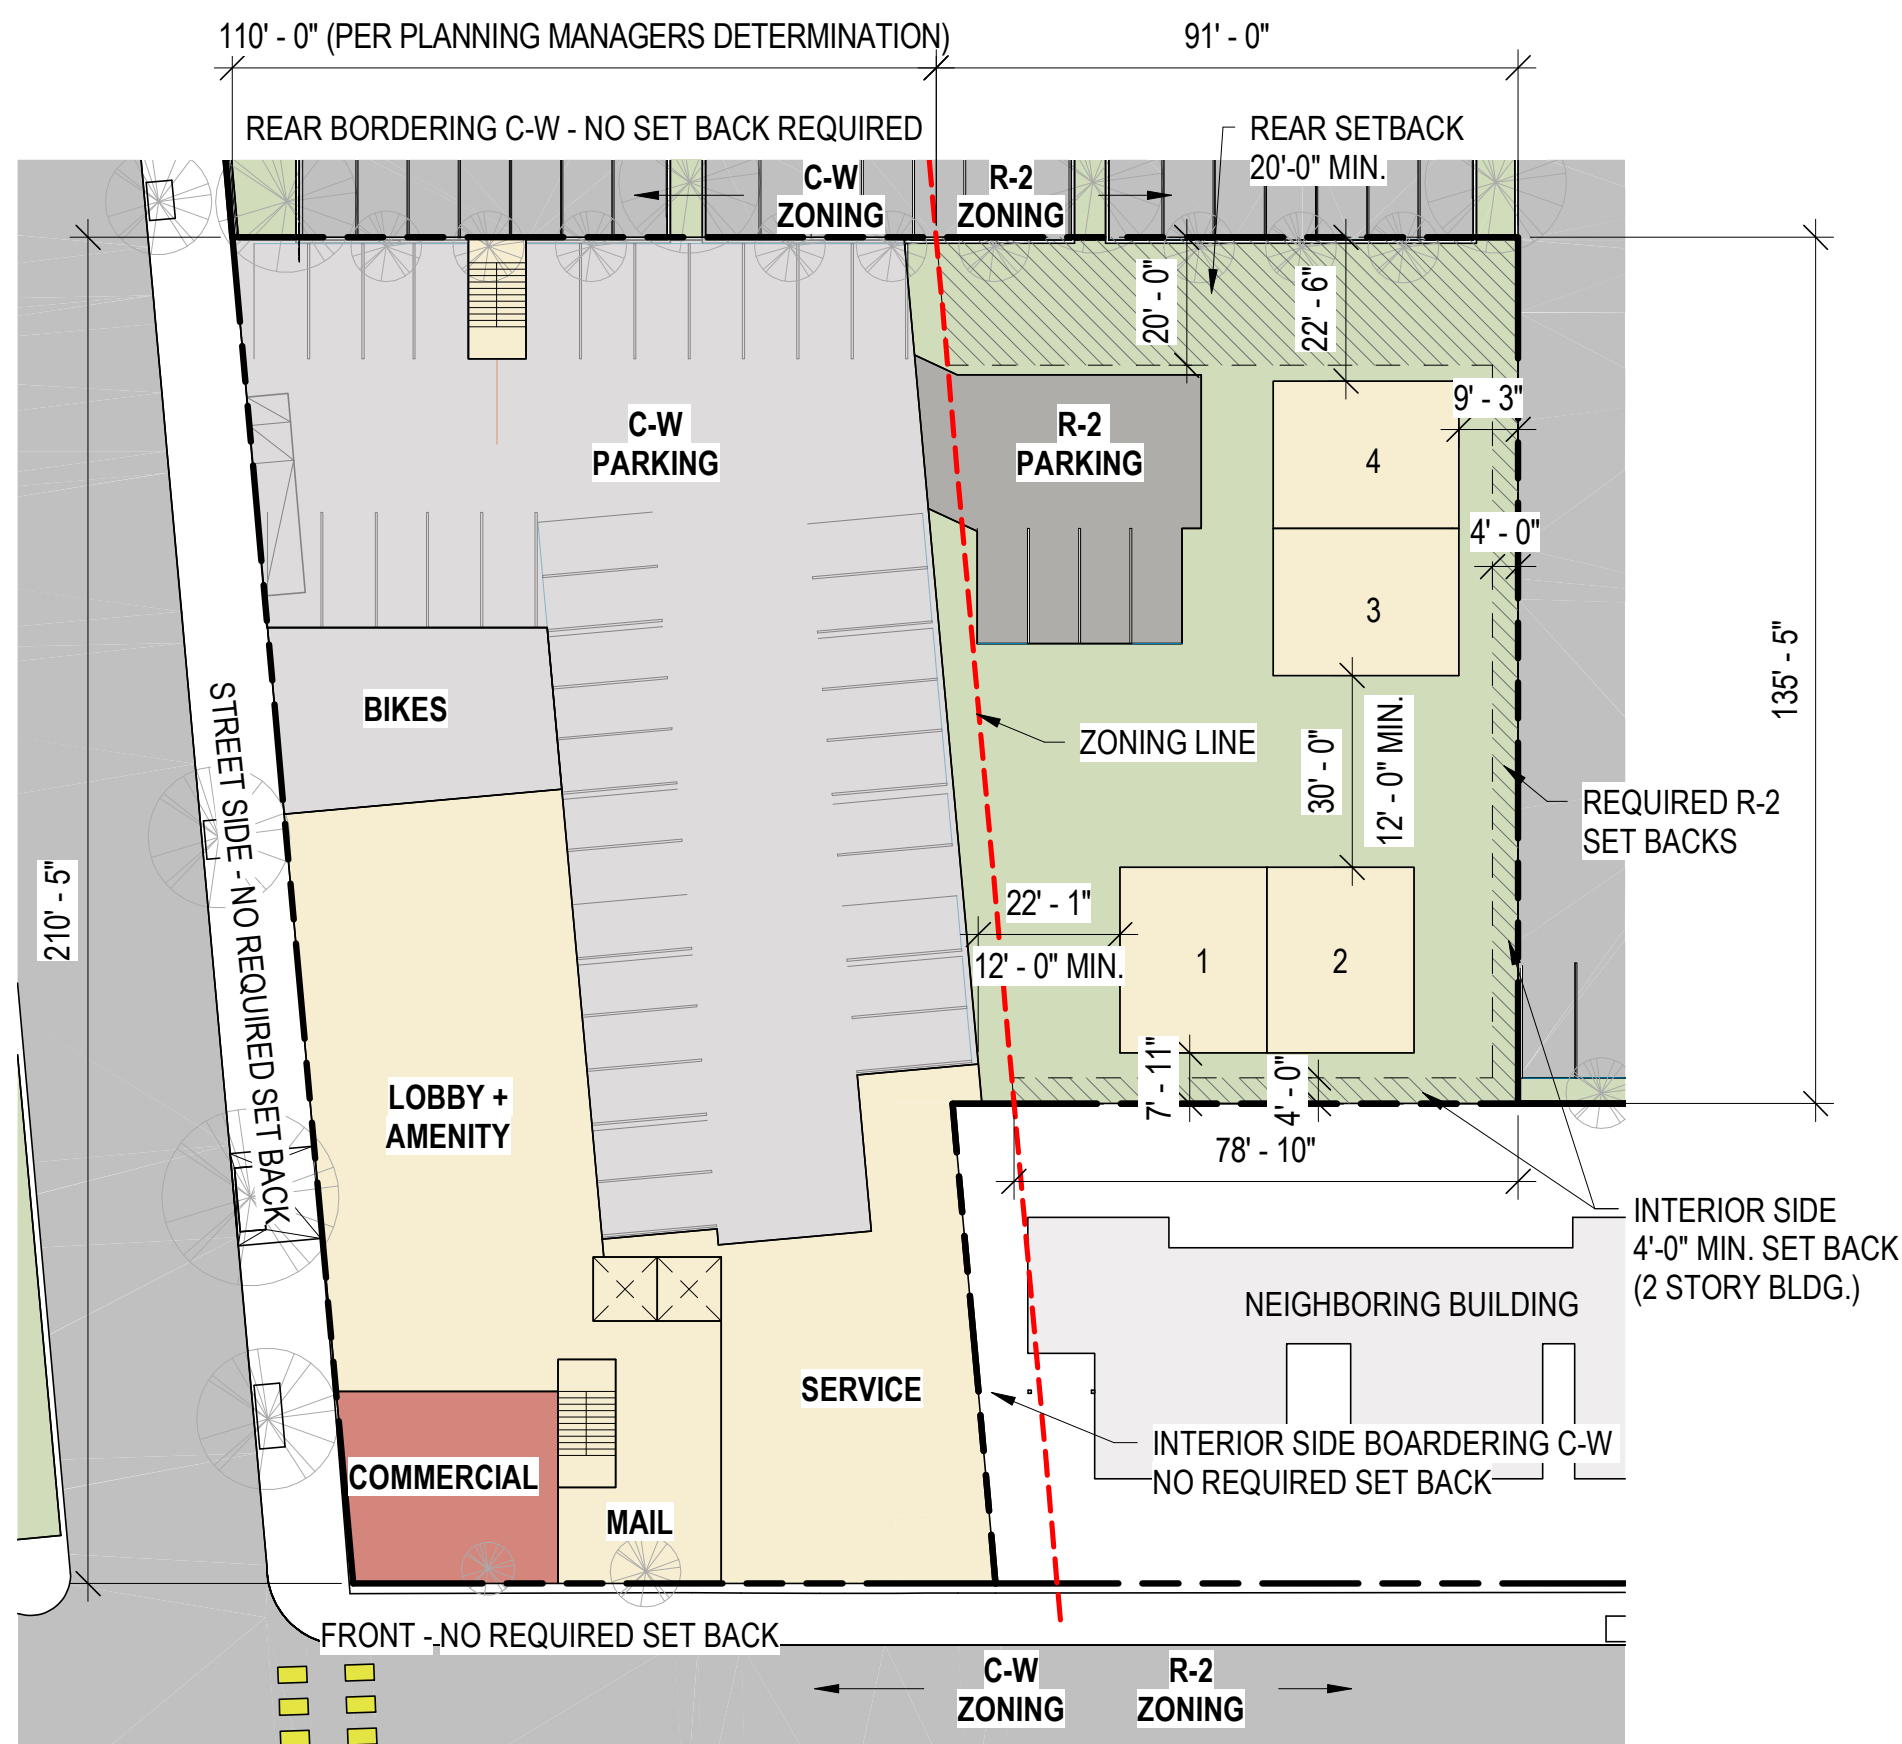 110' - 0" (PER PLANNING MANAGERS DETERMINATION)
91' - 0"
REAR BORDERING C-W - NO SET BACK REQUIRED
REAR SETBACK
20'-0" MIN.
C-W
ZONING
R-2
ZONING
20' - 0"
22' - 6"
9' - 3"
C-W
PARKING
R-2
PARKING
4
4' - 0"
3
135' - 5"
BIKES
STREET SIDE - NO REQUIRED SET BACK
ZONING LINE
30' - 0"
12' - 0" MIN.
REQUIRED R-2
SET BACKS
210' - 5"
22' - 1"
12' - 0" MIN.
1
2
7' - 11"
4' - 0"
LOBBY +
AMENITY
78' - 10"
INTERIOR SIDE
4'-0" MIN. SET BACK
(2 STORY BLDG.)
NEIGHBORING BUILDING
SERVICE
INTERIOR SIDE BOARDERING C-W
NO REQUIRED SET BACK
COMMERCIAL
MAIL
FRONT - NO REQUIRED SET BACK
C-W
ZONING
R-2
ZONING